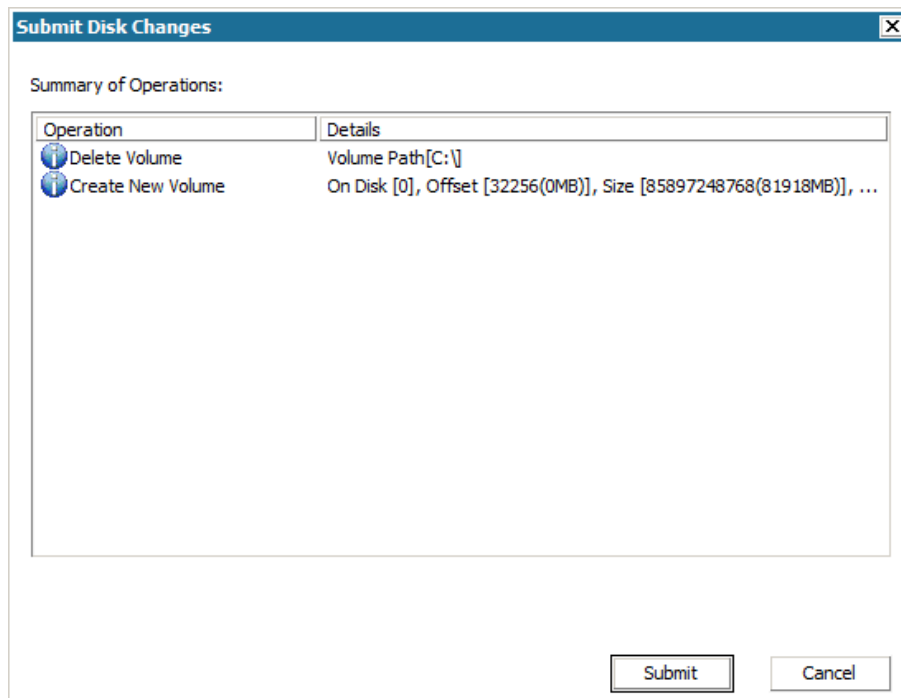 Submit Disk Changes
Summary of Operations:
Operation Details
Delete Volume Volume Path[C:\]
Create New Volume On Disk [0], Offset [32256(0MB)], Size [85897248768(81918MB)], ...
Submit Cancel